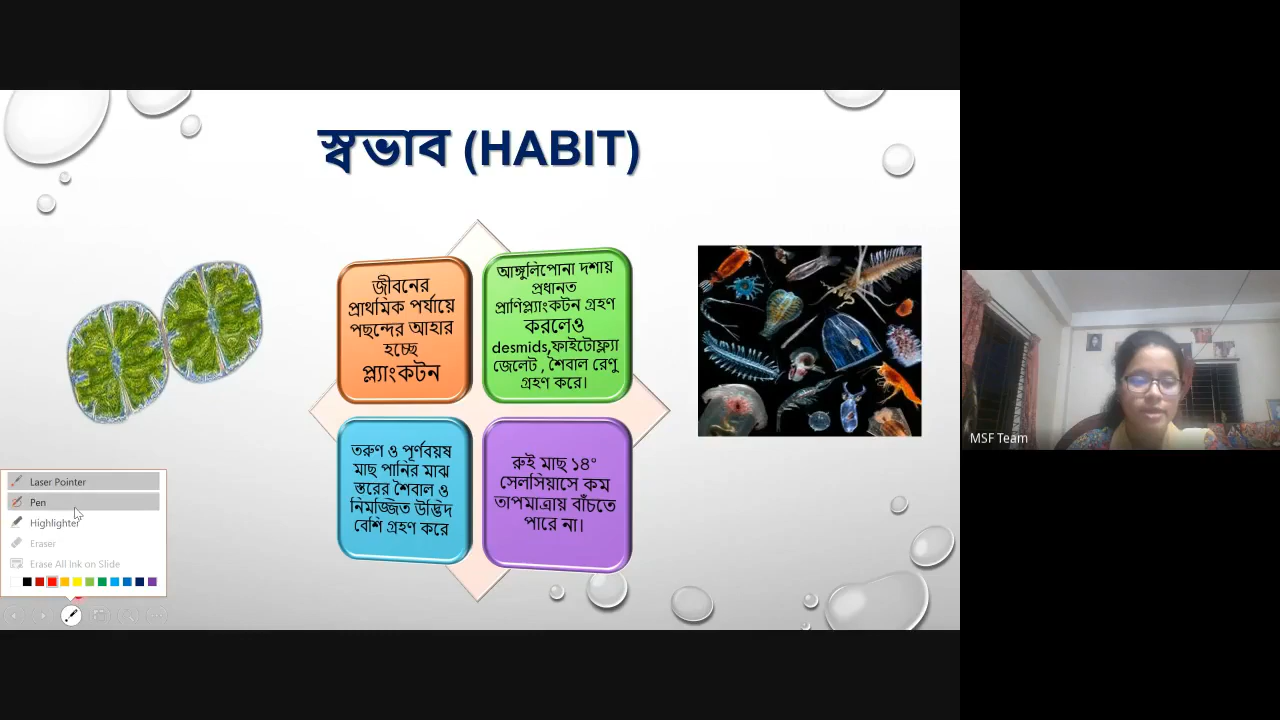 স্বভাব (HABIT)
জীবনের
প্রাথমিক পর্যায়ে
পছন্দের আহার
হচ্ছে
প্ল্যাংকটন
আঙ্গুলিপোনা দশায়
প্রধানত
প্রাণিপ্ল্যাংকটন গ্রহণ
করলেও
desmids,ফাইটোফ্ল্যা
জেলেট , শৈবাল রেণু
গ্রহণ করে।
তরুণ ও পূর্ণবয়ষ
মাছ পানির মাঝ
স্তরের শৈবাল ও
নিমজ্জিত উদ্ভিদ
বেশি গ্রহণ করে
রুই মাছ ১৪°
সেলসিয়াসে কম
তাপমাত্রায় বাঁচতে
পারে না।
Laser Pointer
Pen
Highlighter
Eraser
Erase All Ink on Slide
MSF Team